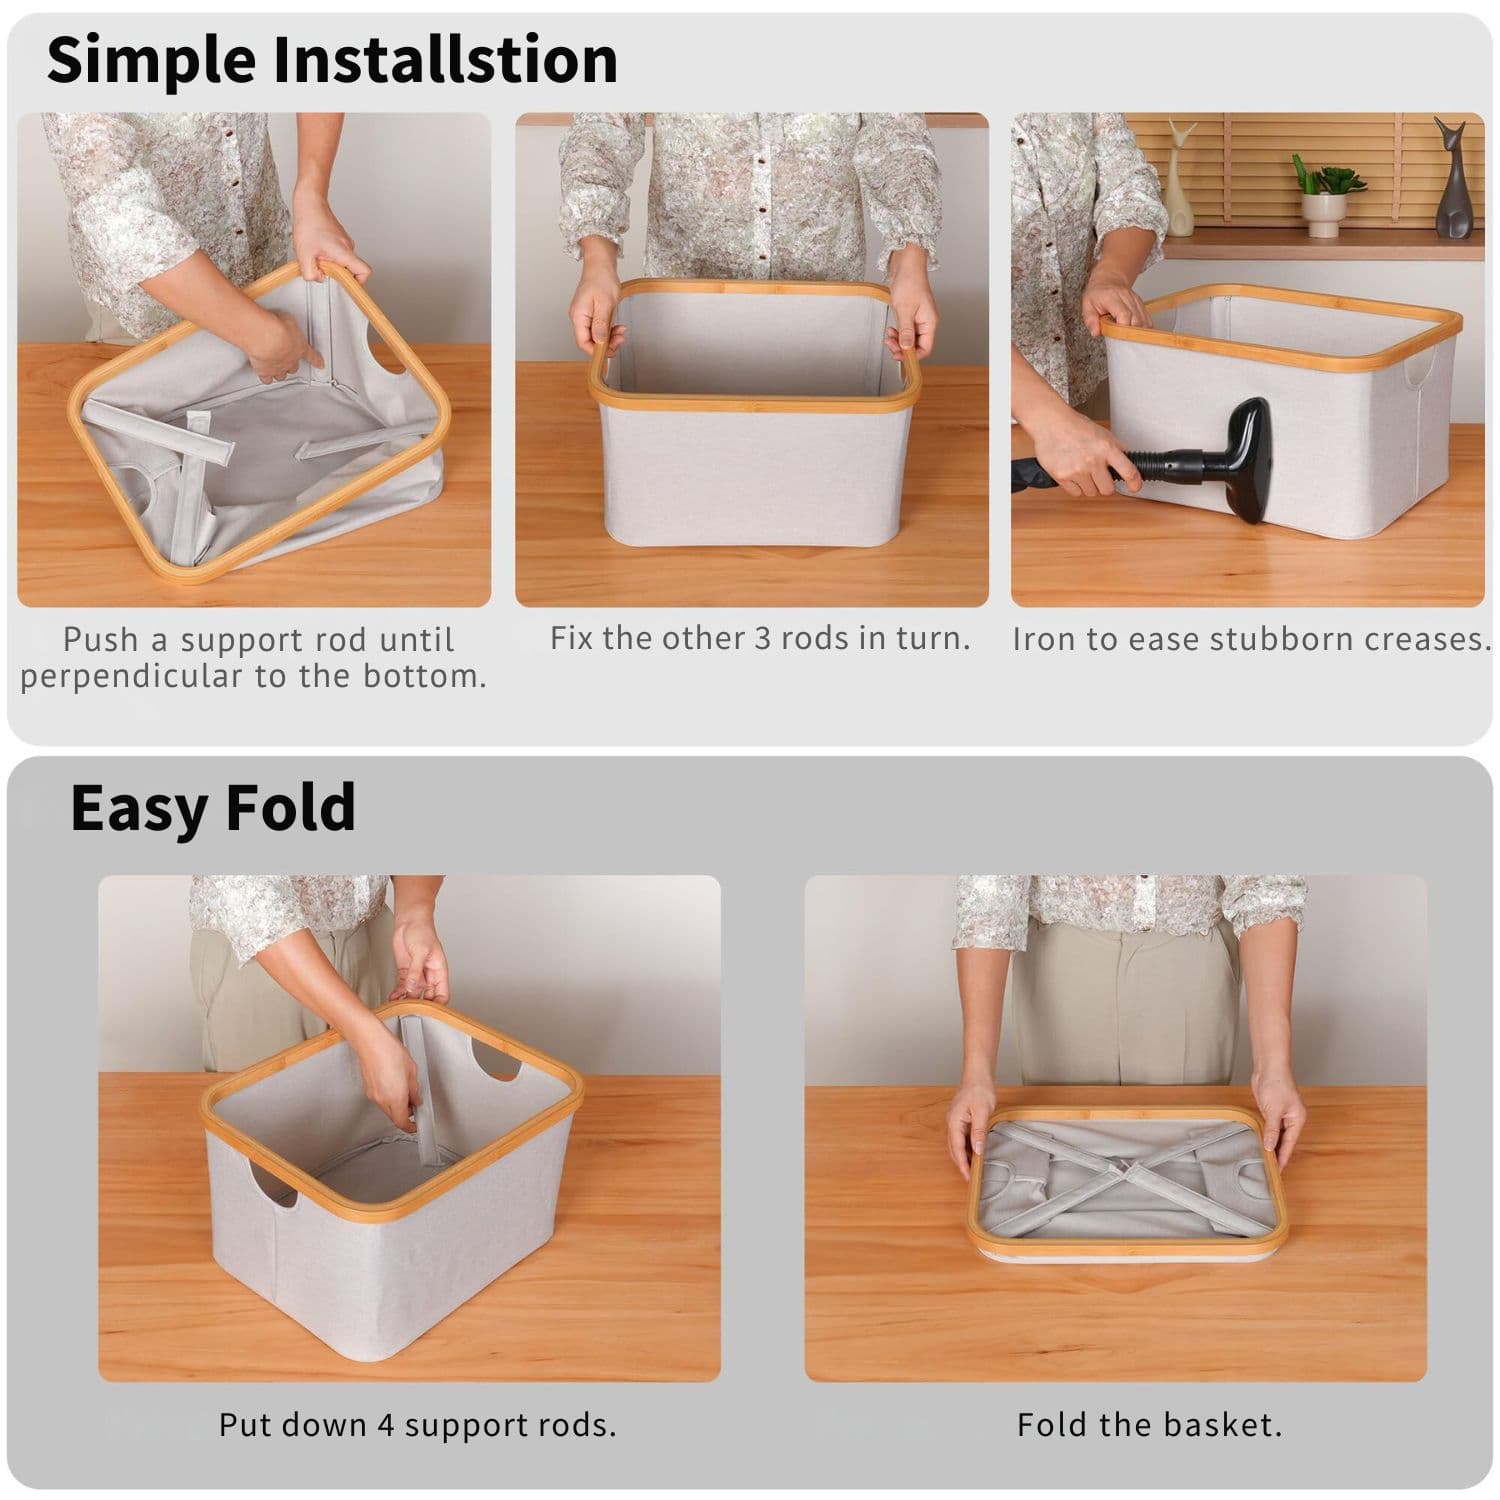 Simple Installstion
Push a support rod until
perpendicular to the bottom.
Fix the other 3 rods in turn.
Iron to ease stubborn creases.
Easy Fold
Put down 4 support rods.
Fold the basket.